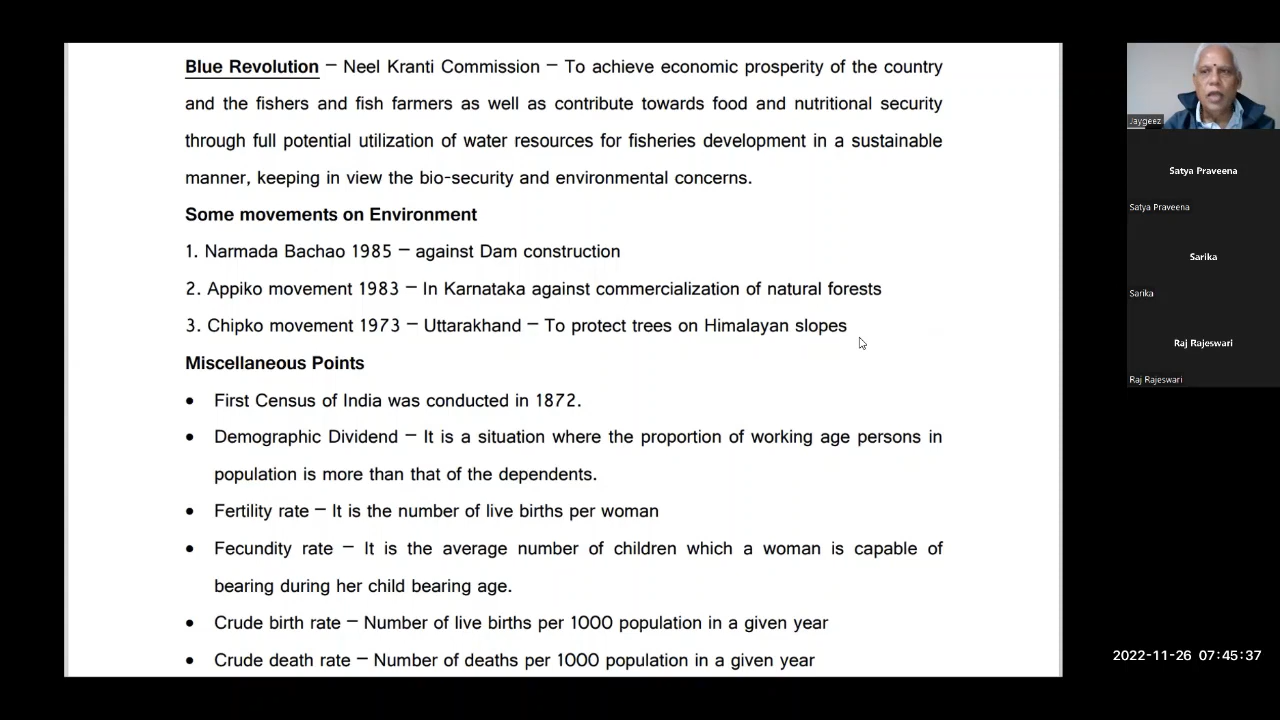 Blue Revolution – Neel Kranti Commission – To achieve economic prosperity of the country
and the fishers and fish farmers as well as contribute towards food and nutritional security
through full potential utilization of water resources for fisheries development in a sustainable
manner, keeping in view the bio-security and environmental concerns.
Some movements on Environment
1. Narmada Bachao 1985 – against Dam construction
2. Appiko movement 1983 – In Karnataka against commercialization of natural forests
3. Chipko movement 1973 – Uttarakhand – To protect trees on Himalayan slopes
Miscellaneous Points
• First Census of India was conducted in 1872.
• Demographic Dividend – It is a situation where the proportion of working age persons in
population is more than that of the dependents.
• Fertility rate – It is the number of live births per woman
• Fecundity rate – It is the average number of children which a woman is capable of
bearing during her child bearing age.
• Crude birth rate – Number of live births per 1000 population in a given year
• Crude death rate – Number of deaths per 1000 population in a given year
Jaygeez
Satya Praveena
Satya Praveena
Sarika
Sarika
Raj Rajeswari
Raj Rajeswari
2022-11-26 07:45:37